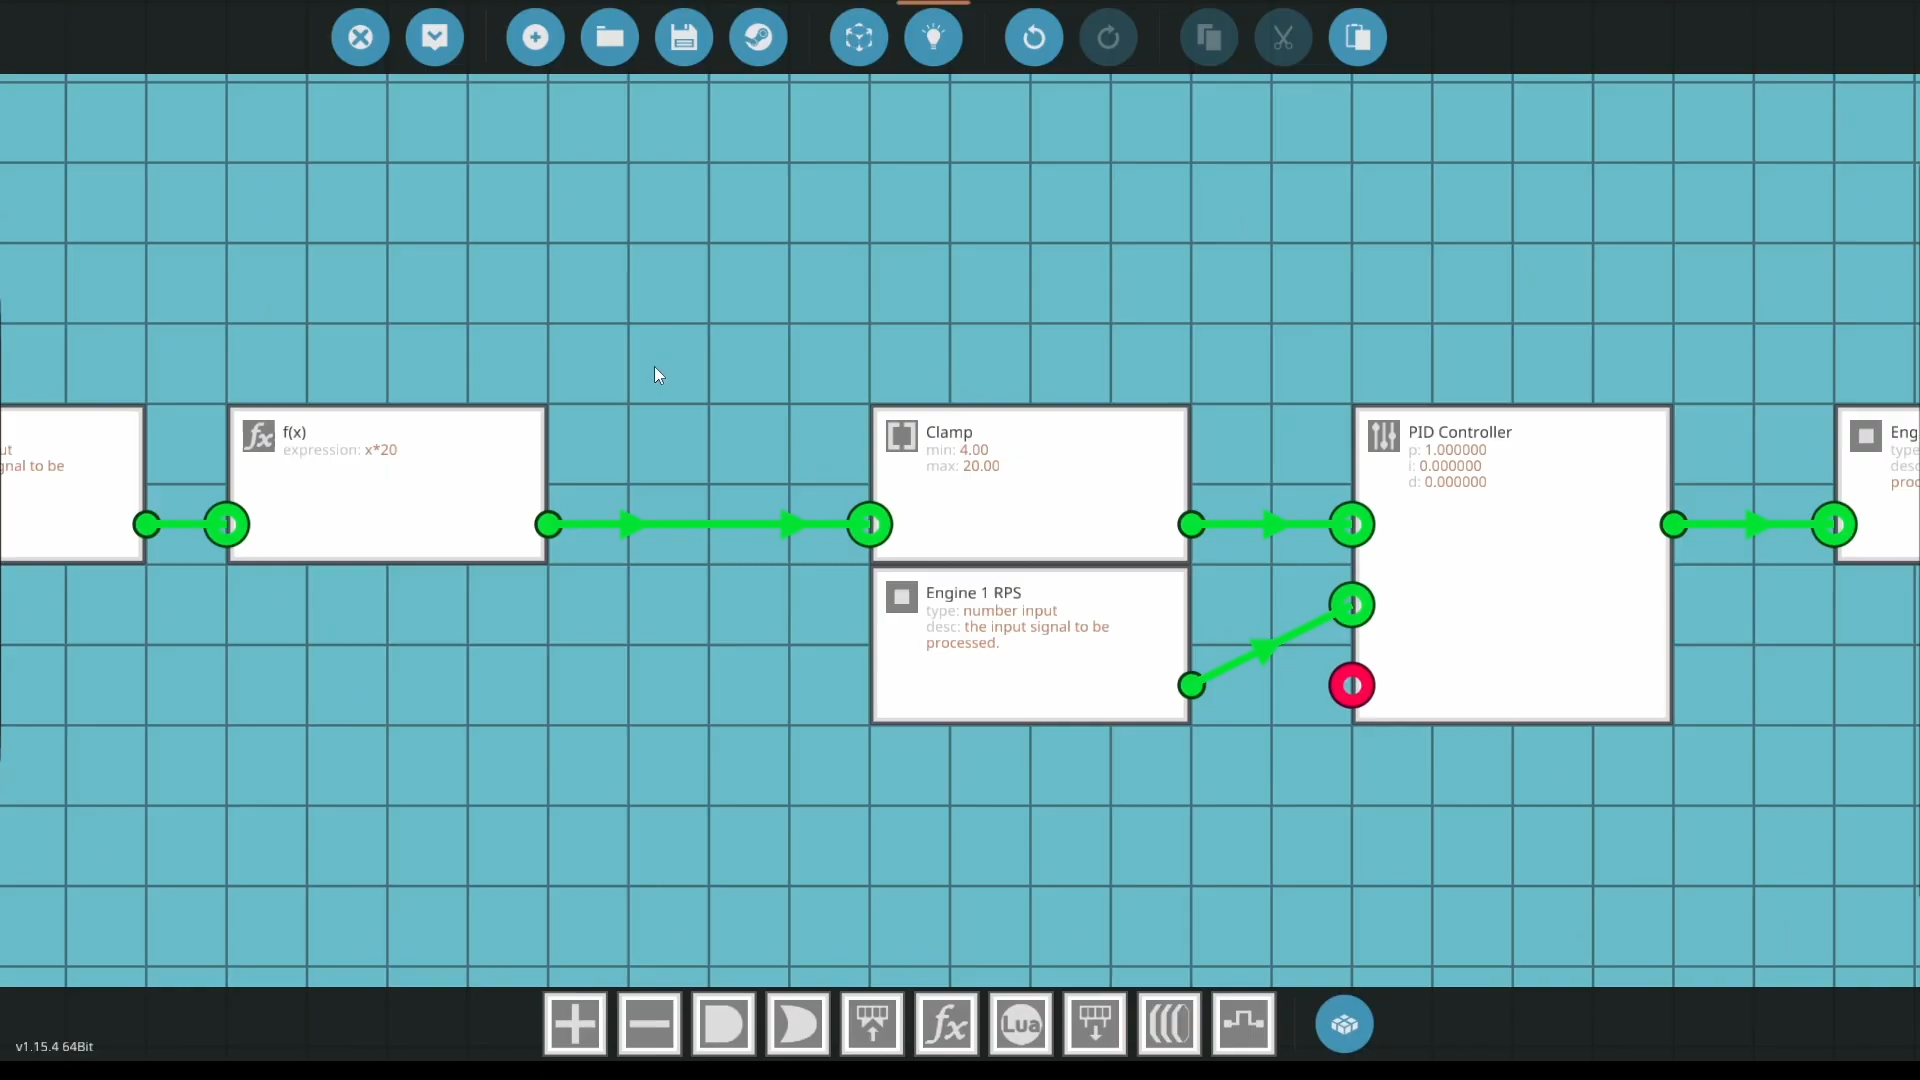 ut
gnal to be
f(x)
expression: x*20
Clamp
min: 4.00
max: 20.00
PID Controller
p: 1.000000
i: 0.000000
d: 0.000000
Eng
type
desc
proc
Engine 1 RPS
type: number input
desc: the input signal to be
processed.
fx
Lua
v1.15.4 64Bit